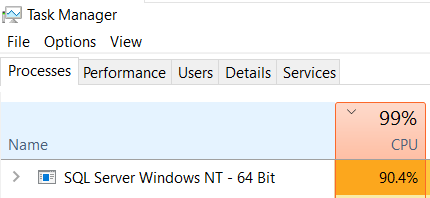 Task Manager
File Options View
Processes Performance Users Details Services
99%
Name CPU
SQL Server Windows NT - 64 Bit 90.4%